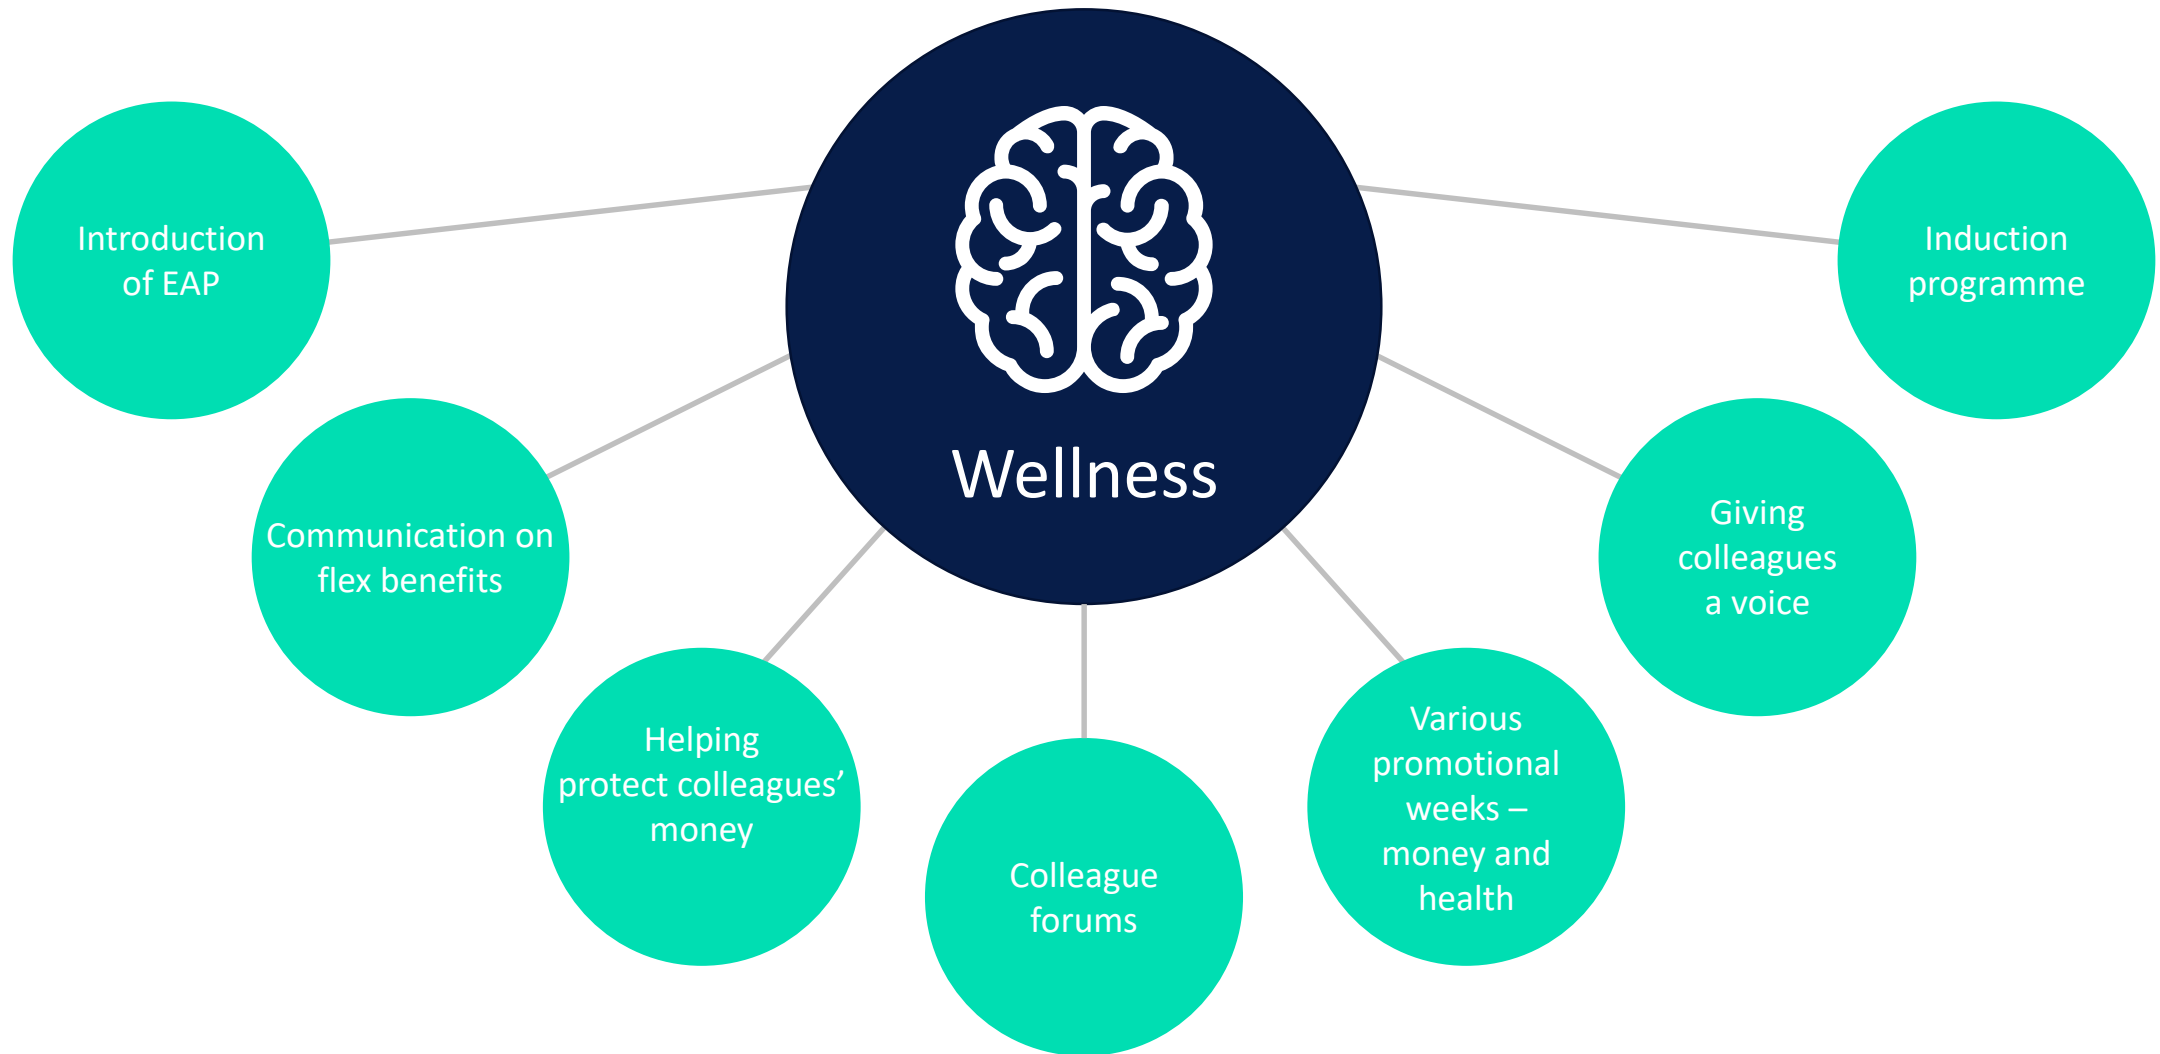 Wellness
Introduction
of EAP
Communication on
flex benefits
Helping
protect colleagues’
money
Colleague
forums
Various
promotional
weeks –
money and
health
Giving
colleagues
a voice
Induction
programme